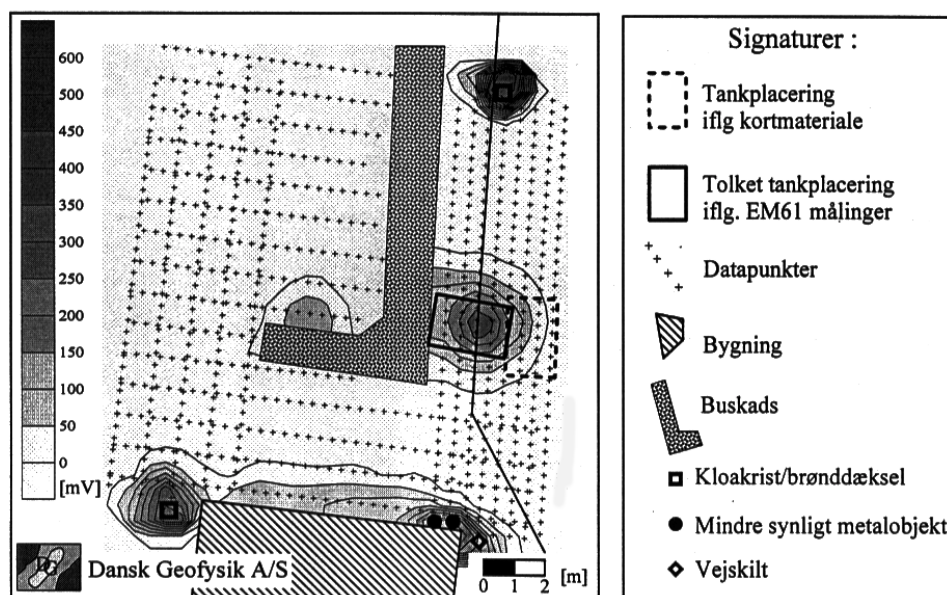 600
500
450
400
350
300
250
200
150
100
50
0
[mV]
Dansk Geofysik A/S
0 1 2 [m]
Signaturer :
Tankplacering
iflg kortmateriale
Tolket tankplacering
iflg. EM61 målinger
Datapunkter
Bygning
Buskads
Kloakrist/brønddæksel
Mindre synligt metalobjekt
Vejskilt